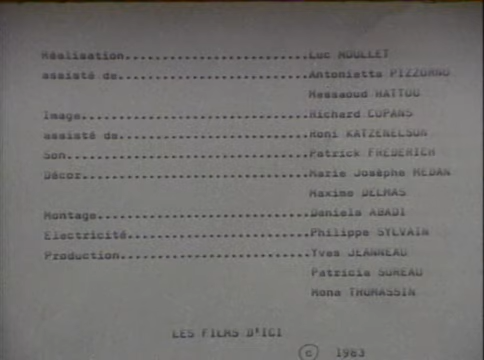 Réalisation..........................Luc MOULLET
assisté de...........................Antonietta PIZZORNO
Messaoud HATTOU
Image................................Richard COPANS
assisté de...........................Roni KATZENELSON
Son..................................Patrick FREDERICH
Décor................................Marie Josèphe MEDAN
Maxime DELMAS
Montage..............................Daniela ABADI
Electricité..........................Philippe SYLVAIN
Production...........................Yves JEANNEAU
Patricia SUREAU
Mona THOMASSIN
LES FILMS D'ICI
© 1983